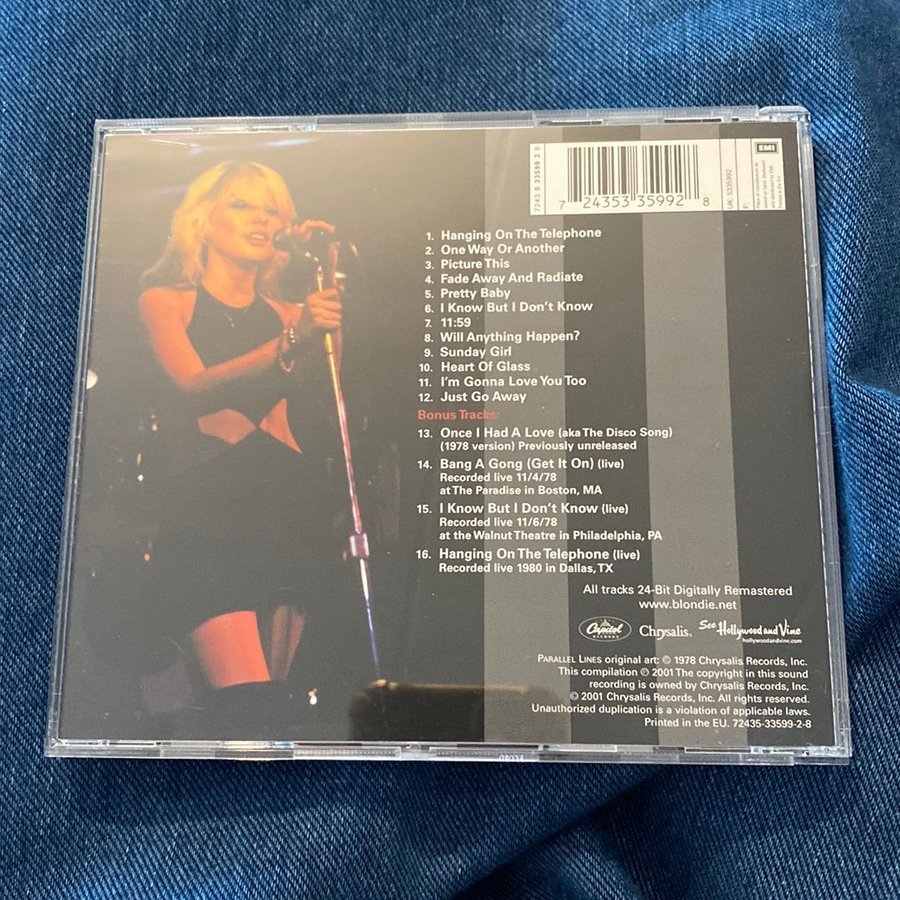 7243 5 33599 2 8
7 24353 35992 8
UK: 5335992
F:
EMI
1. Hanging On The Telephone
2. One Way Or Another
3. Picture This
4. Fade Away And Radiate
5. Pretty Baby
6. I Know But I Don't Know
7. 11:59
8. Will Anything Happen?
9. Sunday Girl
10. Heart Of Glass
11. I'm Gonna Love You Too
12. Just Go Away
Bonus Tracks:
13. Once I Had A Love (aka The Disco Song)
(1978 version) Previously unreleased
14. Bang A Gong (Get It On) (live)
Recorded live 11/4/78
at The Paradise in Boston, MA
15. I Know But I Don't Know (live)
Recorded live 11/6/78
at the Walnut Theatre in Philadelphia, PA
16. Hanging On The Telephone (live)
Recorded live 1980 in Dallas, TX
All tracks 24-Bit Digitally Remastered
www.blondie.net
Capitol RECORDS Chrysalis. See Hollywood and Vine
hollywoodandvine.com
PARALLEL LINES original art: © 1978 Chrysalis Records, Inc.
This compilation ℗ 2001 The copyright in this sound
recording is owned by Chrysalis Records, Inc.
© 2001 Chrysalis Records, Inc. All rights reserved.
Unauthorized duplication is a violation of applicable laws.
Printed in the EU. 72435-33599-2-8